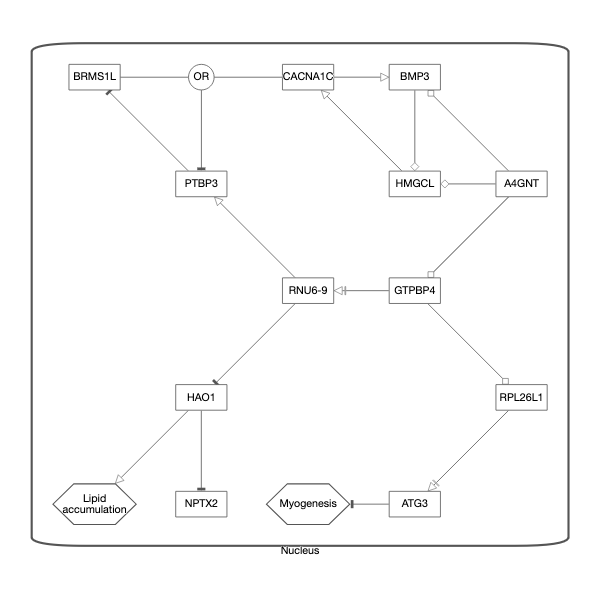 BRMS1L
OR
CACNA1C
BMP3
PTBP3
HMGCL
A4GNT
RNU6-9
GTPBP4
HAO1
RPL26L1
Lipid
accumulation
NPTX2
Myogenesis
ATG3
Nucleus